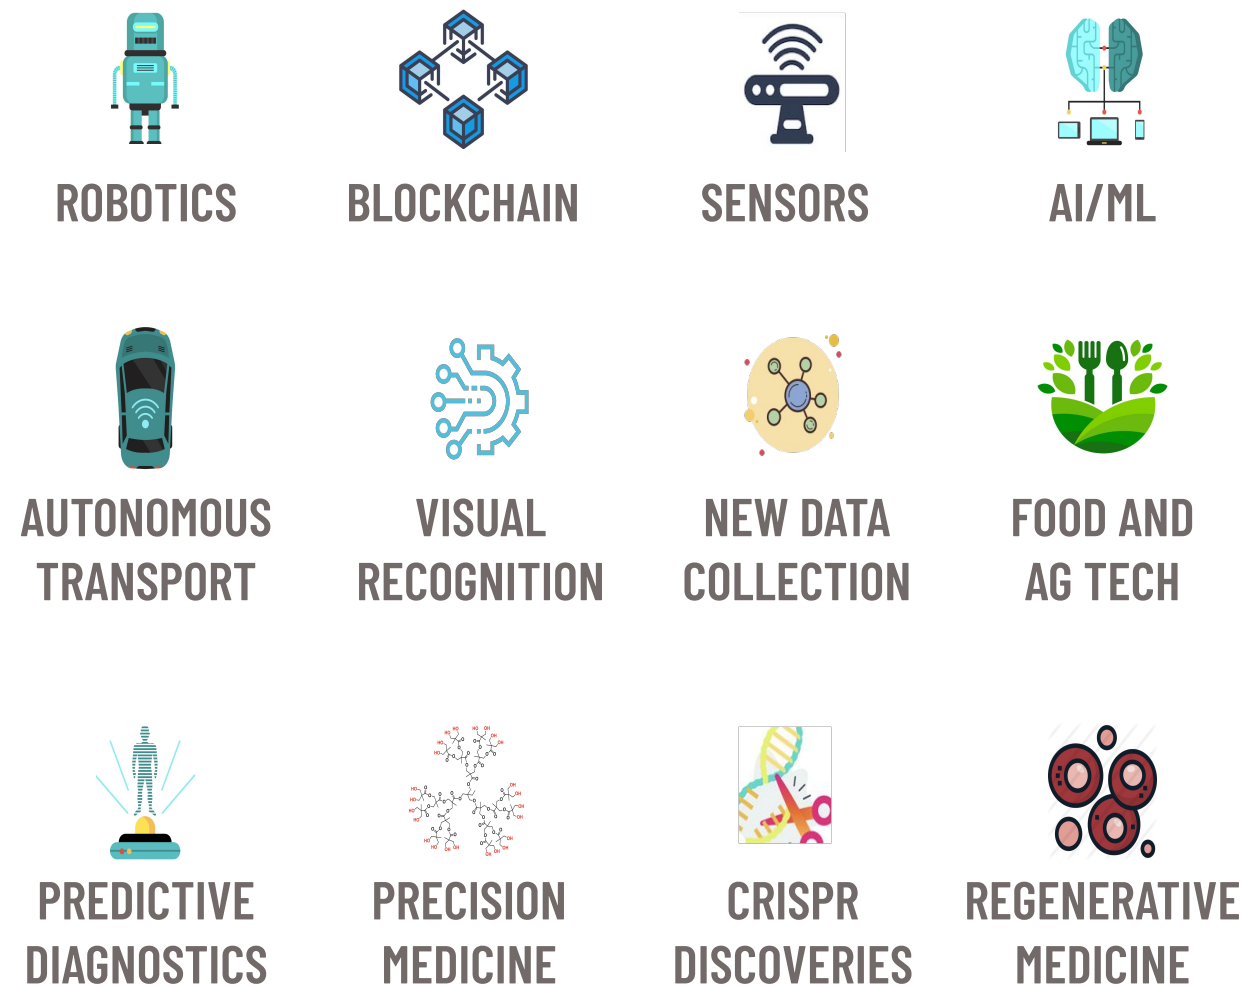 ROBOTICS
BLOCKCHAIN
SENSORS
AI/ML
AUTONOMOUS
TRANSPORT
VISUAL
RECOGNITION
NEW DATA
COLLECTION
FOOD AND
AG TECH
PREDICTIVE
DIAGNOSTICS
PRECISION
MEDICINE
CRISPR
DISCOVERIES
REGENERATIVE
MEDICINE